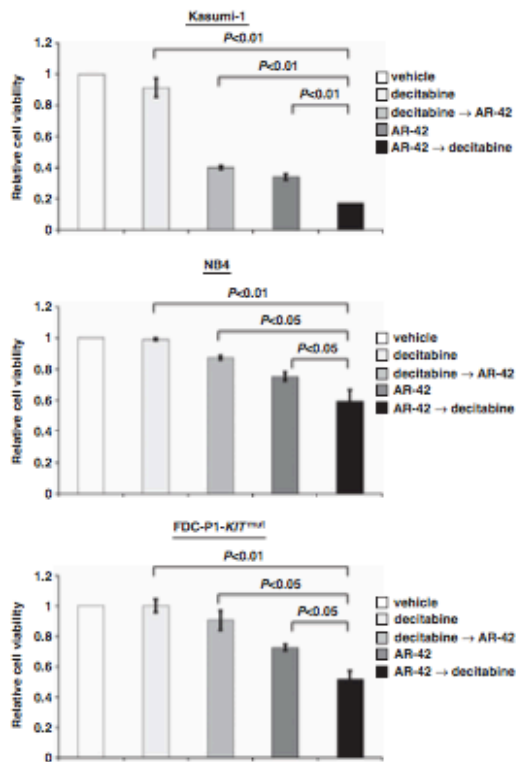 Kasumi-1
P<0.01
P<0.01
P<0.01
Relative cell viability
1.2
1
0.8
0.6
0.4
0.2
0
vehicle
decitabine
decitabine → AR-42
AR-42
AR-42 → decitabine
NB4
P<0.01
P<0.05
P<0.05
Relative cell viability
1.2
1
0.8
0.6
0.4
0.2
0
vehicle
decitabine
decitabine → AR-42
AR-42
AR-42 → decitabine
FDC-P1-KITmut
P<0.01
P<0.05
P<0.05
Relative cell viability
1.2
1
0.8
0.6
0.4
0.2
0
vehicle
decitabine
decitabine → AR-42
AR-42
AR-42 → decitabine